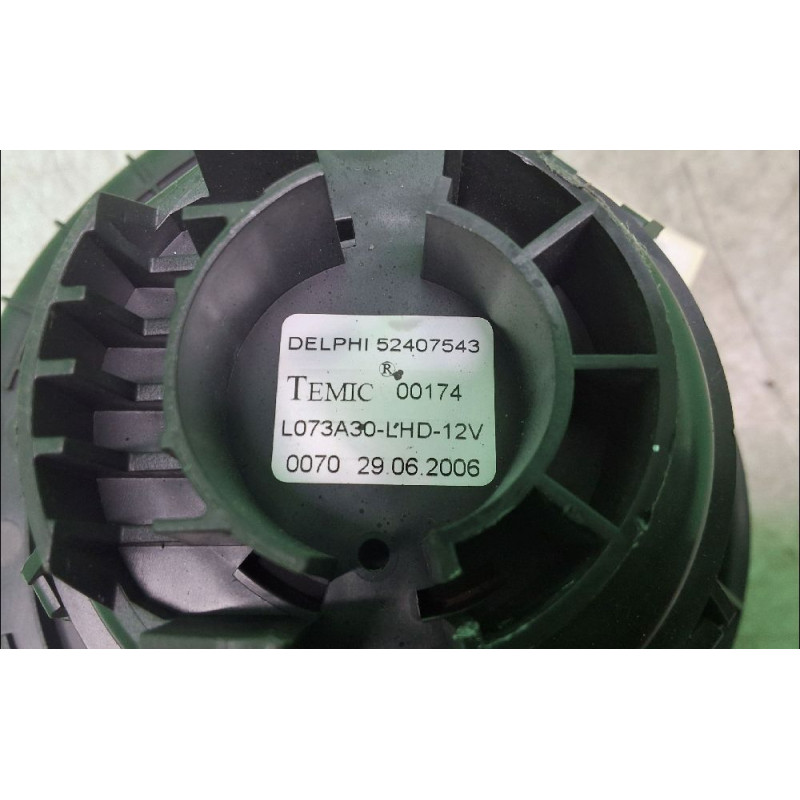 DELPHI 52407543
TEMIC® 00174
L073A30-LHD-12V
0070 29.06.2006